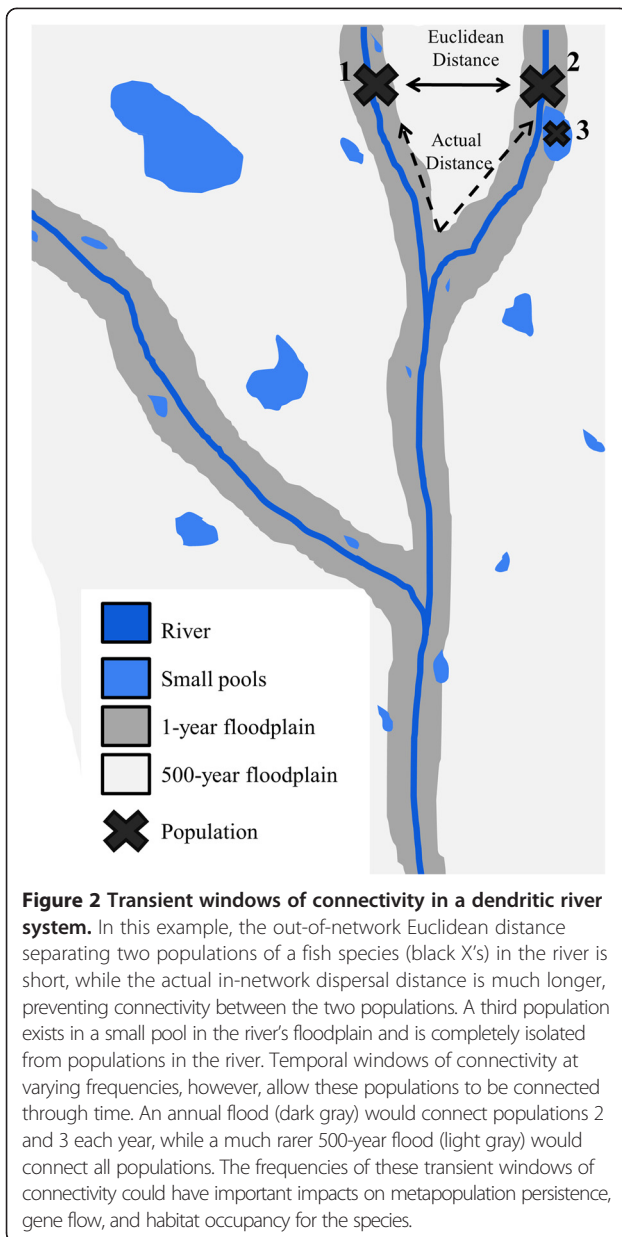 Euclidean
Distance
1
2
3
Actual
Distance
River
Small pools
1-year floodplain
500-year floodplain
Population
Figure 2 Transient windows of connectivity in a dendritic river
system. In this example, the out-of-network Euclidean distance
separating two populations of a fish species (black X's) in the river is
short, while the actual in-network dispersal distance is much longer,
preventing connectivity between the two populations. A third population
exists in a small pool in the river's floodplain and is completely isolated
from populations in the river. Temporal windows of connectivity at
varying frequencies, however, allow these populations to be connected
through time. An annual flood (dark gray) would connect populations 2
and 3 each year, while a much rarer 500-year flood (light gray) would
connect all populations. The frequencies of these transient windows of
connectivity could have important impacts on metapopulation persistence,
gene flow, and habitat occupancy for the species.